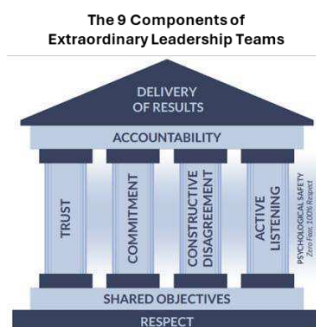 The 9 Components of
Extraordinary Leadership Teams
DELIVERY
OF RESULTS
ACCOUNTABILITY
TRUST
COMMITMENT
CONSTRUCTIVE
DISAGREEMENT
ACTIVE
LISTENING
PSYCHOLOGICAL SAFETY
Zero Fear, 100% Respect
SHARED OBJECTIVES
RESPECT